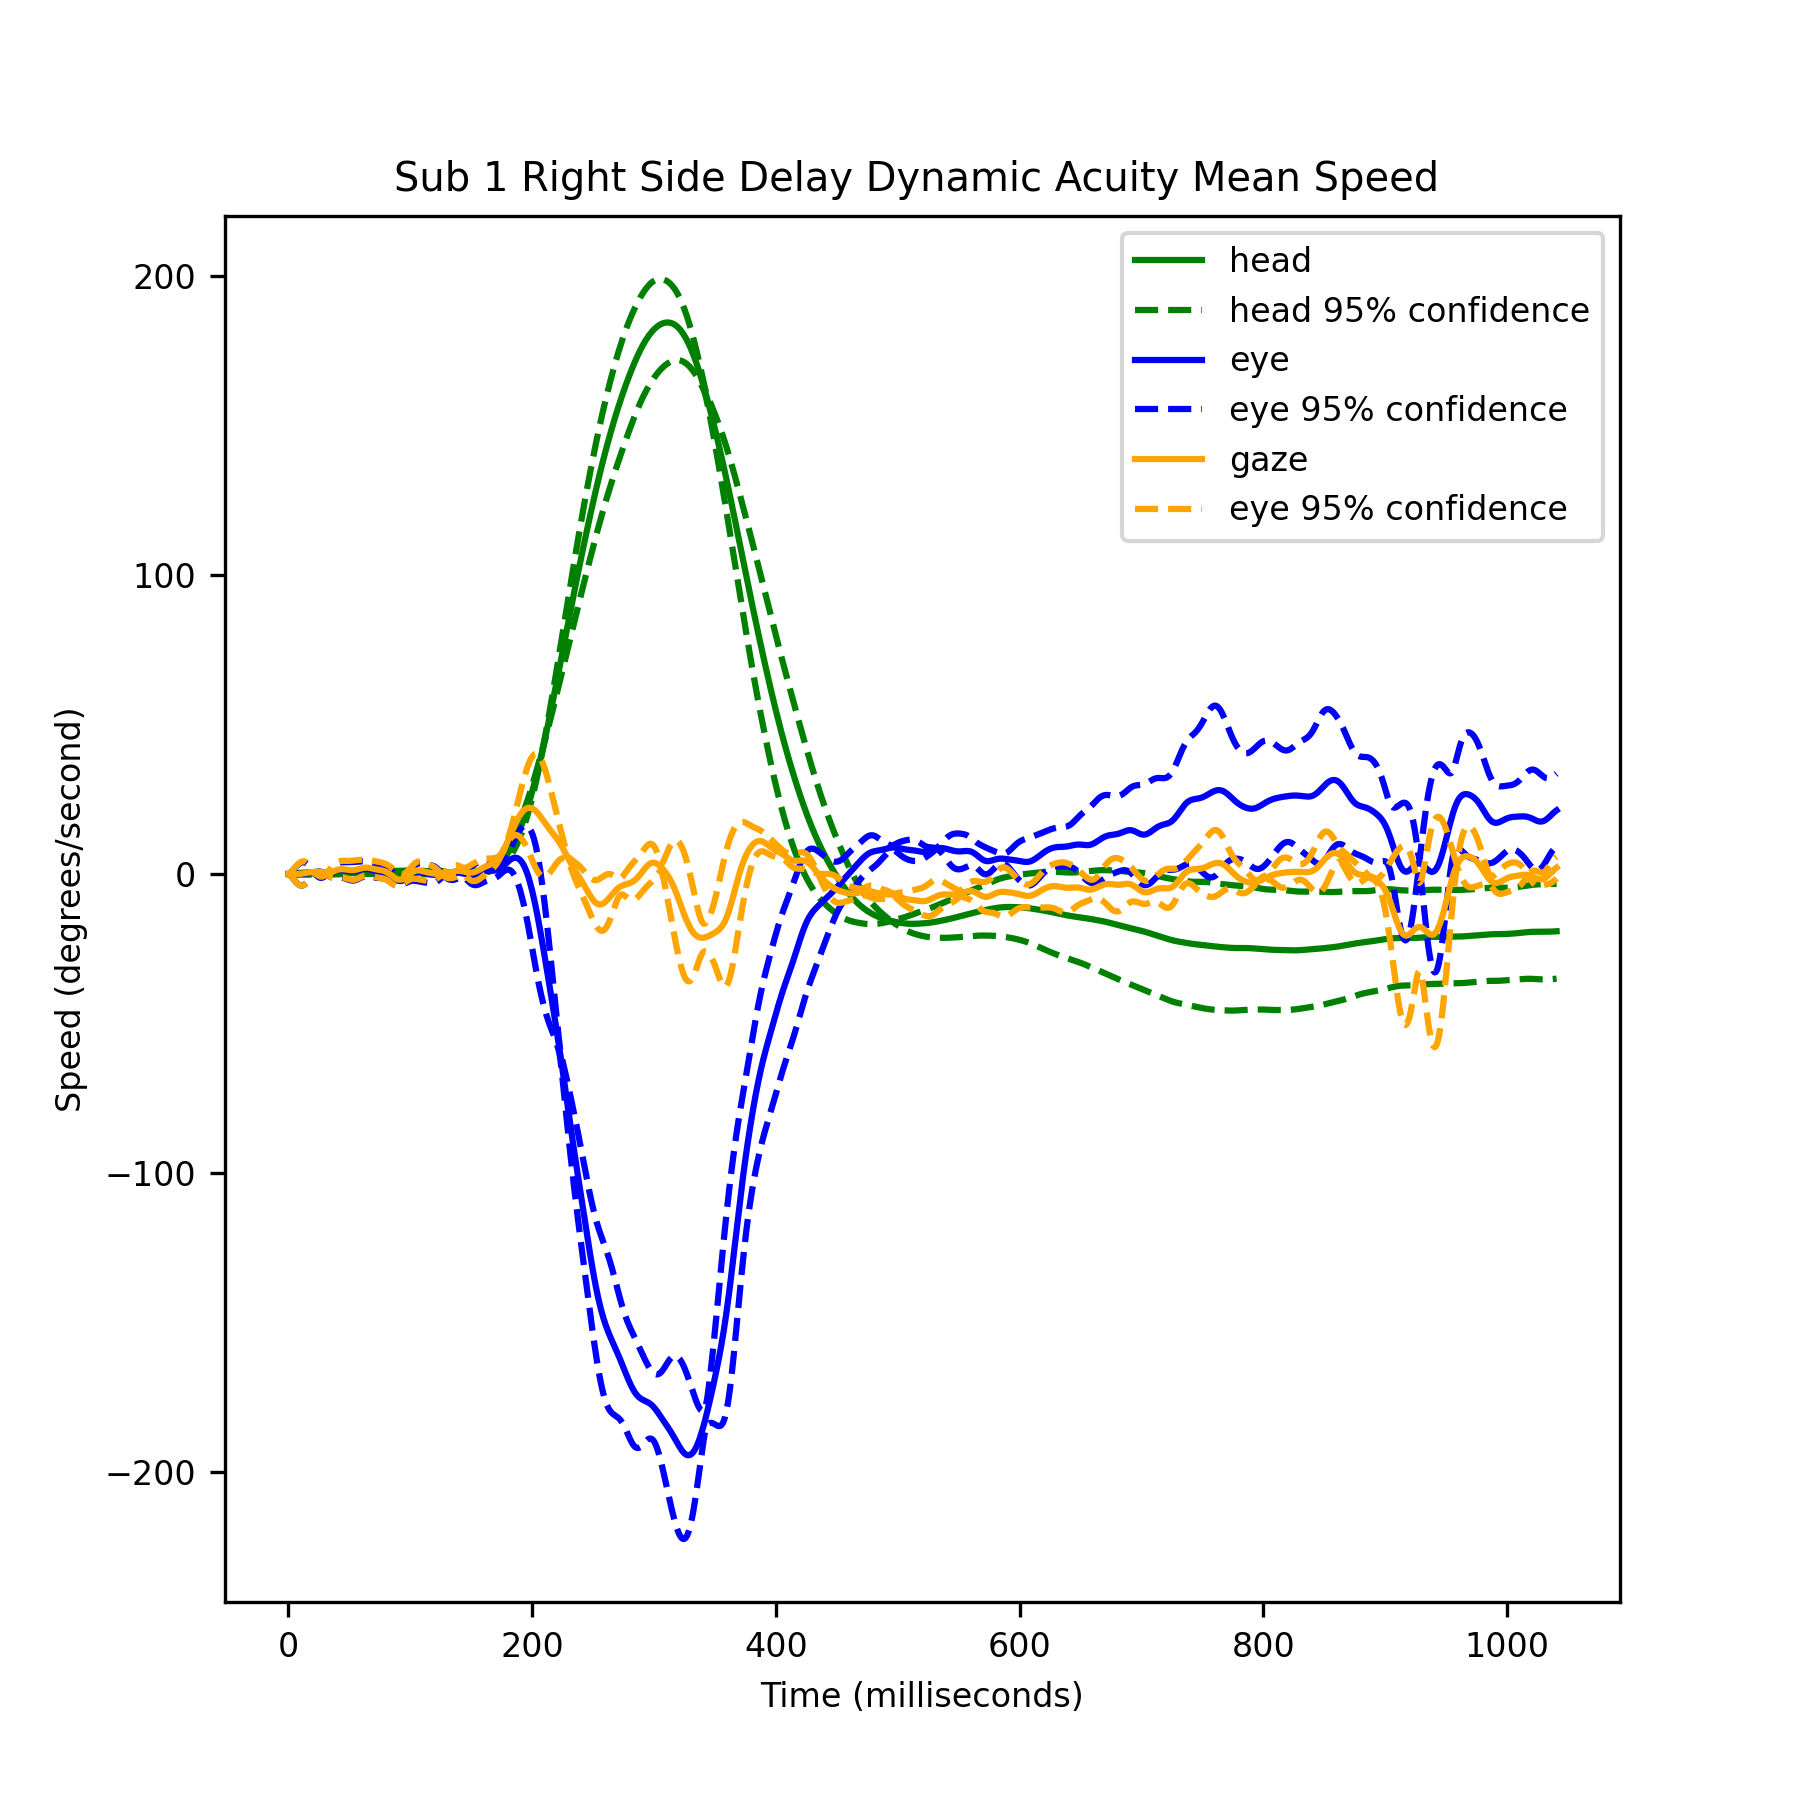 Sub 1 Right Side Delay Dynamic Acuity Mean Speed
head
head 95% confidence
eye
eye 95% confidence
gaze
eye 95% confidence
200
100
0
−100
−200
Speed (degrees/second)
0 200 400 600 800 1000
Time (milliseconds)